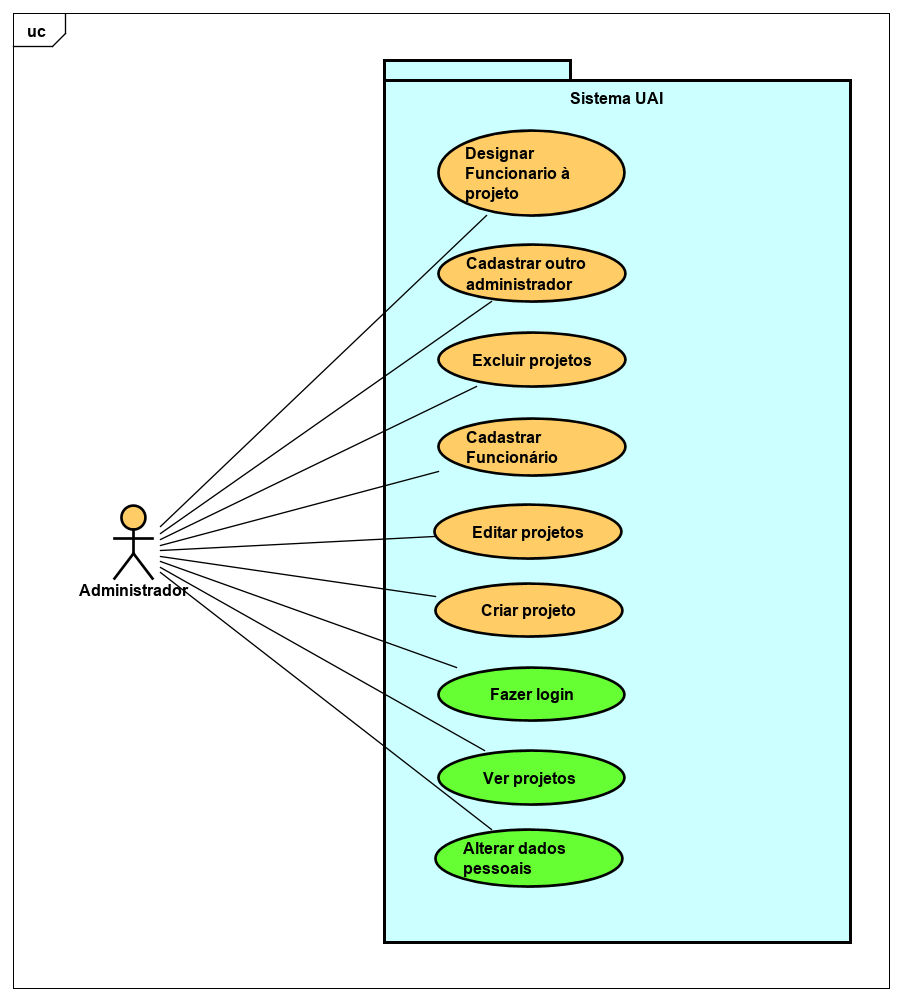 uc
Sistema UAI
Designar
Funcionario à
projeto
Cadastrar outro
administrador
Excluir projetos
Cadastrar
Funcionário
Editar projetos
Administrador
Criar projeto
Fazer login
Ver projetos
Alterar dados
pessoais